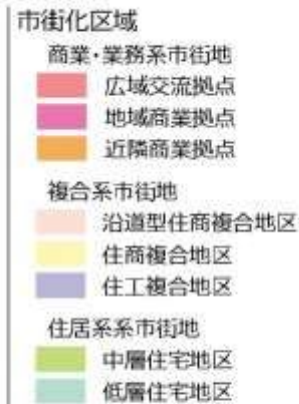 市街化区域
商業・業務系市街地
広域交流拠点
地域商業拠点
近隣商業拠点
複合系市街地
沿道型住商複合地区
住商複合地区
住工複合地区
住居系系市街地
中層住宅地区
低層住宅地区